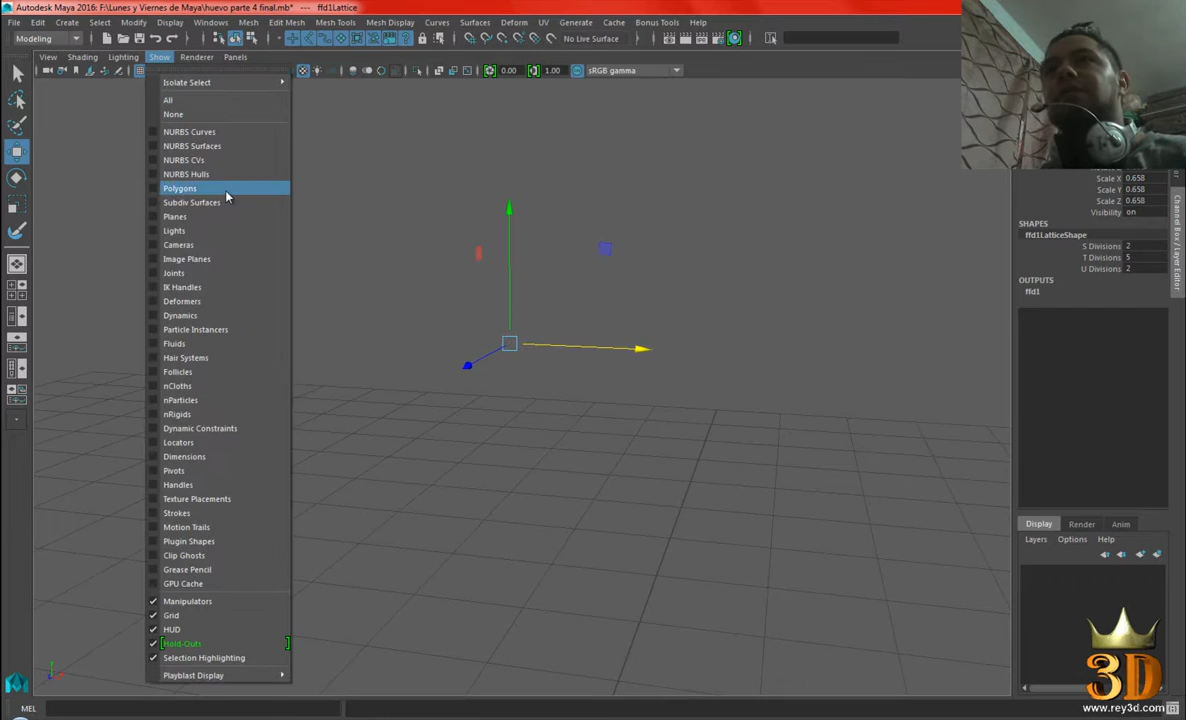 Autodesk Maya 2016: F:\Lunes y Viernes de Maya\huevo parte 4 final.mb* --- ffd1Lattice
File Edit Create Select Modify Display Windows Mesh Edit Mesh Mesh Tools Mesh Display Curves Surfaces Deform UV Generate Cache Bonus Tools Help
Modeling No Live Surface
View Shading Lighting Show Renderer Panels
0.00 1.00 sRGB gamma
Isolate Select
All
None
NURBS Curves
NURBS Surfaces
NURBS CVs
NURBS Hulls
Polygons
Subdiv Surfaces
Planes
Lights
Cameras
Image Planes
Joints
IK Handles
Deformers
Dynamics
Particle Instancers
Fluids
Hair Systems
Follicles
nCloths
nParticles
nRigids
Dynamic Constraints
Locators
Dimensions
Pivots
Handles
Texture Placements
Strokes
Motion Trails
Plugin Shapes
Clip Ghosts
Grease Pencil
GPU Cache
Manipulators
Grid
HUD
Hold-Outs
Selection Highlighting
Playblast Display
Scale X 0.658
Scale Y 0.658
Scale Z 0.658
Visibility on
SHAPES
ffd1LatticeShape
S Divisions 2
T Divisions 5
U Divisions 2
OUTPUTS
ffd1
Channel Box / Layer Editor
Display Render Anim
Layers Options Help
3D
www.rey3d.com
MEL